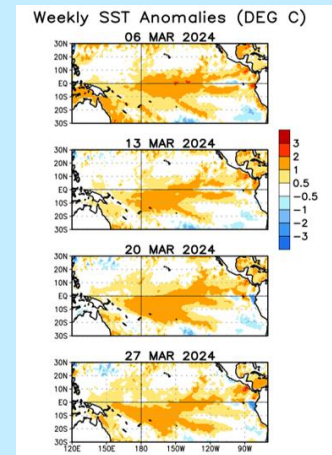 Weekly SST Anomalies (DEG C)
06 MAR 2024
30N
20N
10N
EQ
10S
20S
30S
13 MAR 2024
30N
20N
10N
EQ
10S
20S
30S
20 MAR 2024
30N
20N
10N
EQ
10S
20S
30S
27 MAR 2024
30N
20N
10N
EQ
10S
20S
30S
120E 150E 180 150W 120W 90W
3
2
1
0.5
-0.5
-1
-2
-3